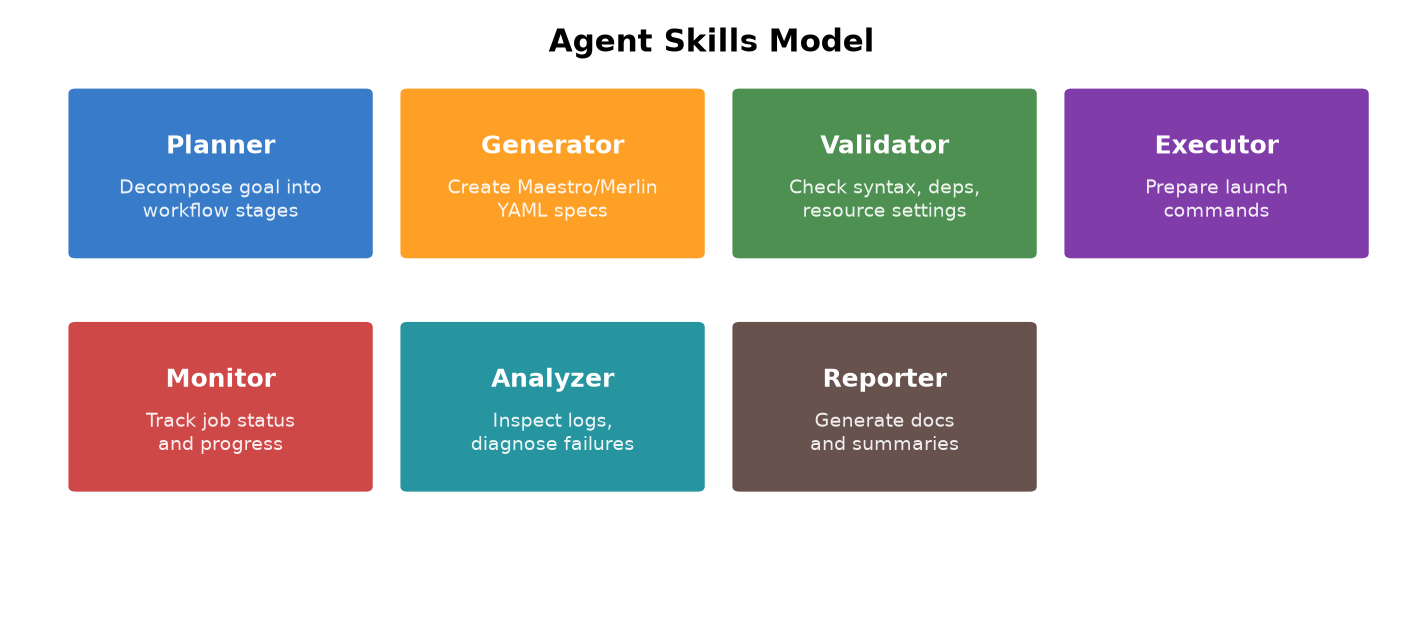 Agent Skills Model
Planner
Decompose goal into
workflow stages
Generator
Create Maestro/Merlin
YAML specs
Validator
Check syntax, deps,
resource settings
Executor
Prepare launch
commands
Monitor
Track job status
and progress
Analyzer
Inspect logs,
diagnose failures
Reporter
Generate docs
and summaries